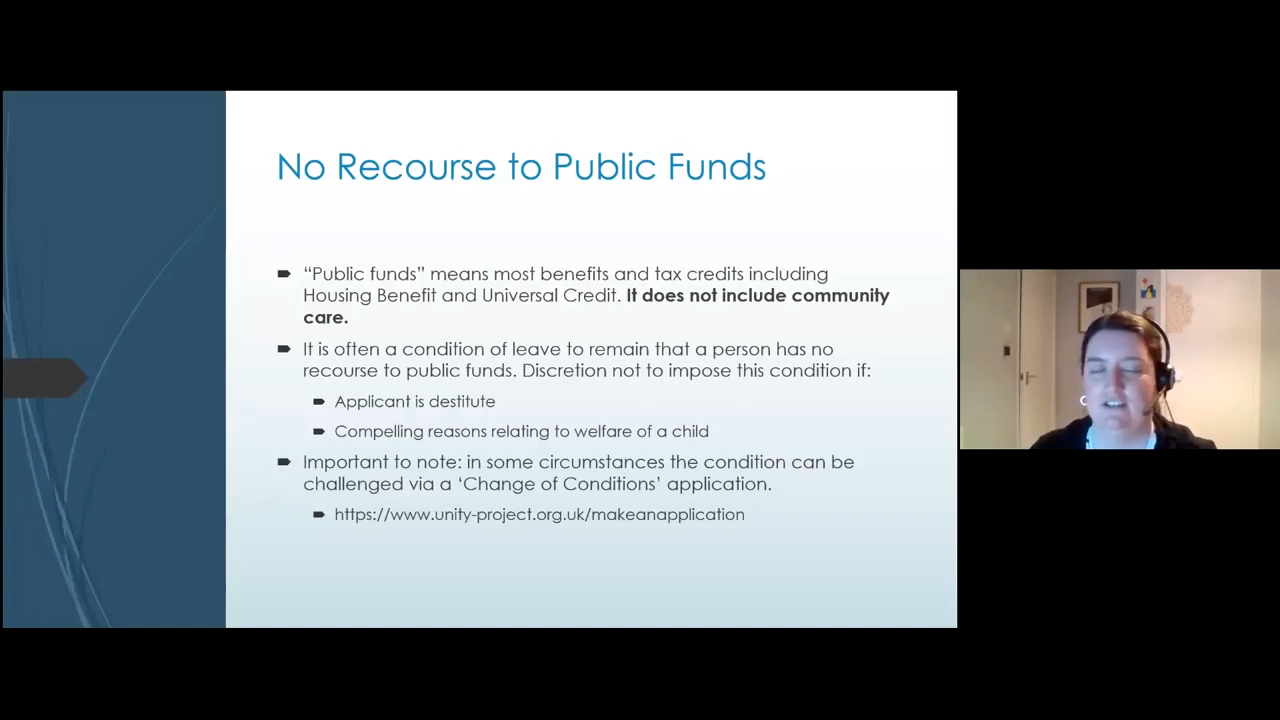 No Recourse to Public Funds
“Public funds” means most benefits and tax credits including
Housing Benefit and Universal Credit. It does not include community
care.
It is often a condition of leave to remain that a person has no
recourse to public funds. Discretion not to impose this condition if:
Applicant is destitute
Compelling reasons relating to welfare of a child
Important to note: in some circumstances the condition can be
challenged via a ‘Change of Conditions’ application.
https://www.unity-project.org.uk/makeanapplication